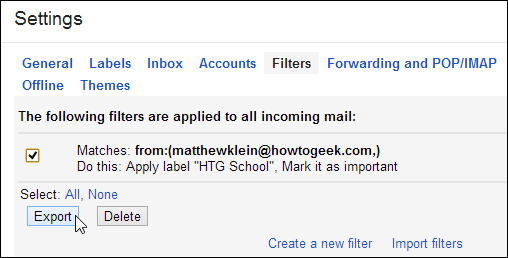 Settings
General Labels Inbox Accounts Filters Forwarding and POP/IMAP
Offline Themes
The following filters are applied to all incoming mail:
Matches: from:(matthewklein@howtogeek.com,)
Do this: Apply label "HTG School", Mark it as important
Select: All, None
Export Delete
Create a new filter Import filters